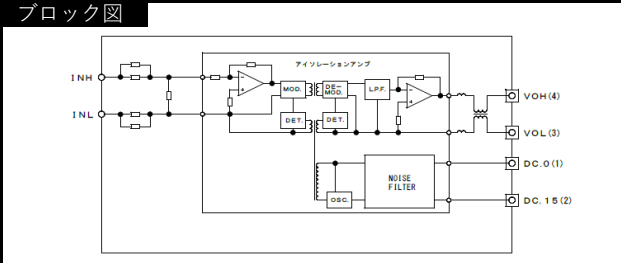 ブロック図
アイソレーションアンプ
INH
INL
MOD.
DE-
MOD.
L.P.F.
DET.
DET.
OSC.
NOISE
FILTER
VOH(4)
VOL(3)
DC.0(1)
DC.15(2)